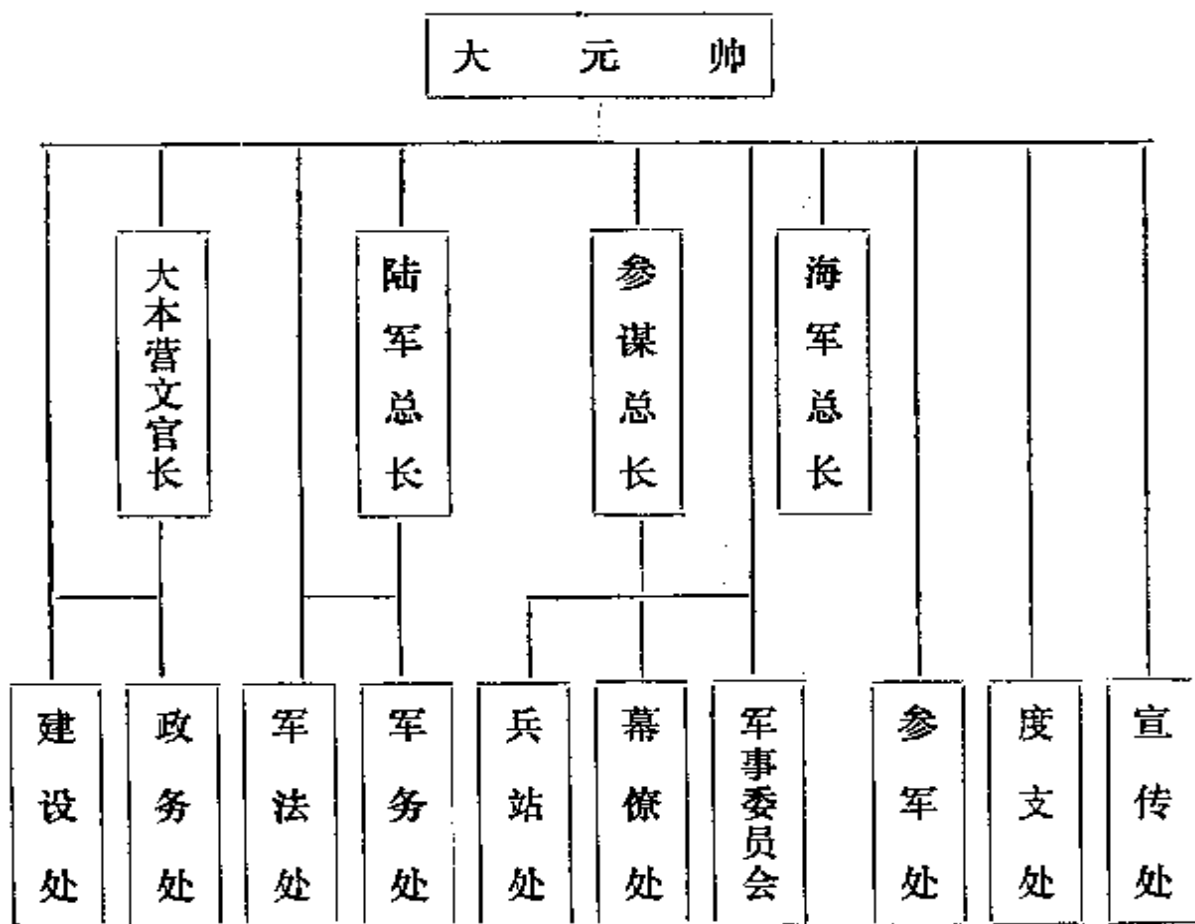 大元帅
大本营文官长
陆军总长
参谋总长
海军总长
建设处
政务处
军法处
军务处
兵站处
幕僚处
军事委员会
参军处
度支处
宣传处